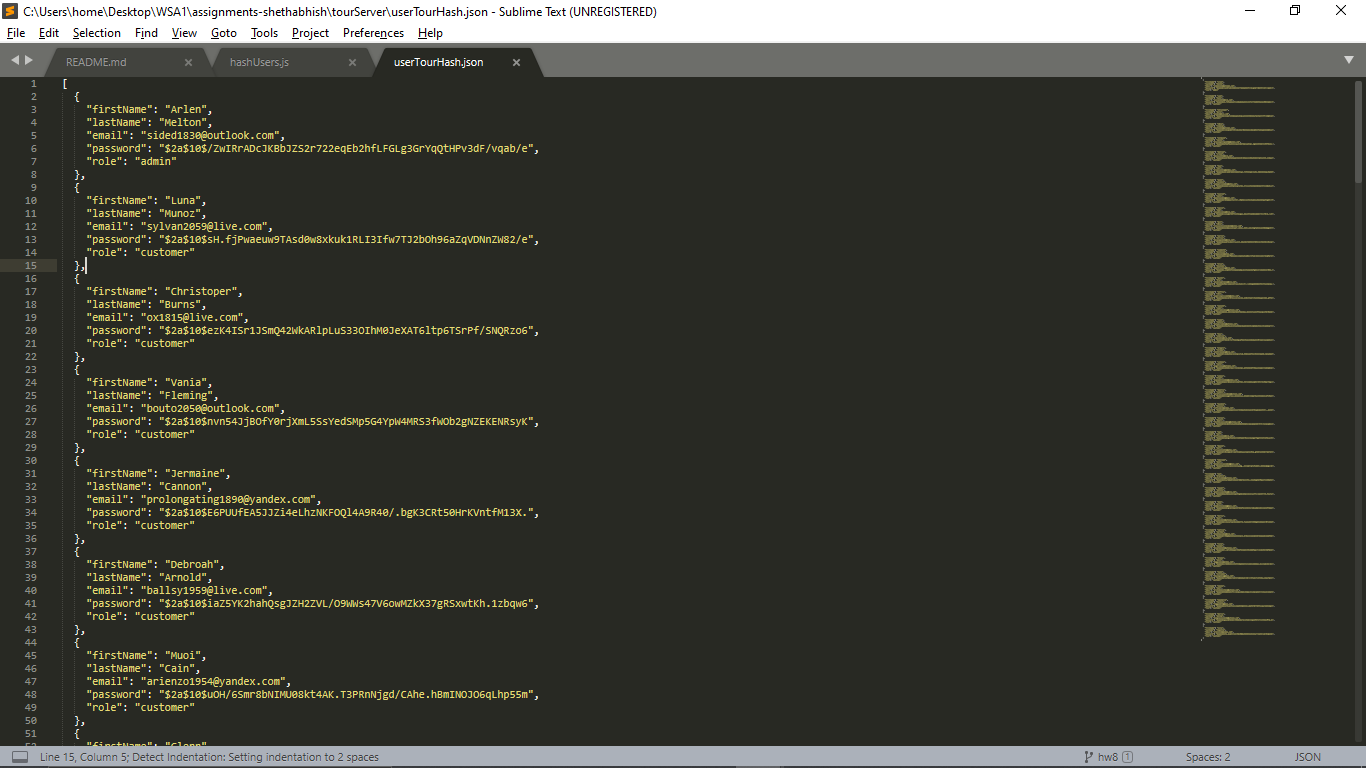 C:\Users\home\Desktop\WSA1\assignments-shethabhish\tourServer\userTourHash.json - Sublime Text (UNREGISTERED)
File Edit Selection Find View Goto Tools Project Preferences Help
README.md hashUsers.js userTourHash.json
1 [
2 {
3 "firstName": "Arlen",
4 "lastName": "Melton",
5 "email": "sided1830@outlook.com",
6 "password": "$2a$10$/ZwIRrADcJKBbJZS2r722eqEb2hfLFGLg3GrYqQtHPv3dF/vqab/e",
7 "role": "admin"
8 },
9 {
10 "firstName": "Luna",
11 "lastName": "Munoz",
12 "email": "sylvan2059@live.com",
13 "password": "$2a$10$sH.fjPwaeuw9TAsd0w8xkuk1RLI3Ifw7TJ2bOh96aZqVDNnZW82/e",
14 "role": "customer"
15 },
16 {
17 "firstName": "Christoper",
18 "lastName": "Burns",
19 "email": "ox1815@live.com",
20 "password": "$2a$10$ezK4ISr1JSmQ42WkARlpLuS33OIhM0JeXAT6ltp6TSrPf/SNQRzo6",
21 "role": "customer"
22 },
23 {
24 "firstName": "Vania",
25 "lastName": "Fleming",
26 "email": "bouto2050@outlook.com",
27 "password": "$2a$10$nvn54JjBOfY0rjXmL5SsYedSMp5G4YpW4MRS3fWOb2gNZEKENRsyK",
28 "role": "customer"
29 },
30 {
31 "firstName": "Jermaine",
32 "lastName": "Cannon",
33 "email": "prolongating1890@yandex.com",
34 "password": "$2a$10$E6PUUfEA5JJZi4eLhzNKFOQl4A9R40/.bgK3CRt50HrKVntfM13X.",
35 "role": "customer"
36 },
37 {
38 "firstName": "Debroah",
39 "lastName": "Arnold",
40 "email": "ballsy1959@live.com",
41 "password": "$2a$10$iaZ5YK2hahQsgJZH2ZVL/O9WWs47V6owMZkX37gRSxwtKh.1zbqw6",
42 "role": "customer"
43 },
44 {
45 "firstName": "Muoi",
46 "lastName": "Cain",
47 "email": "arienzo1954@yandex.com",
48 "password": "$2a$10$uOH/6Smr8bNIMU08kt4AK.T3PRnNjgd/CAhe.hBmINOJO6qLhp55m",
49 "role": "customer"
50 },
51 {
52 "firstName": "Glenn"
Line 15, Column 5; Detect Indentation: Setting indentation to 2 spaces hw8 1 Spaces: 2 JSON